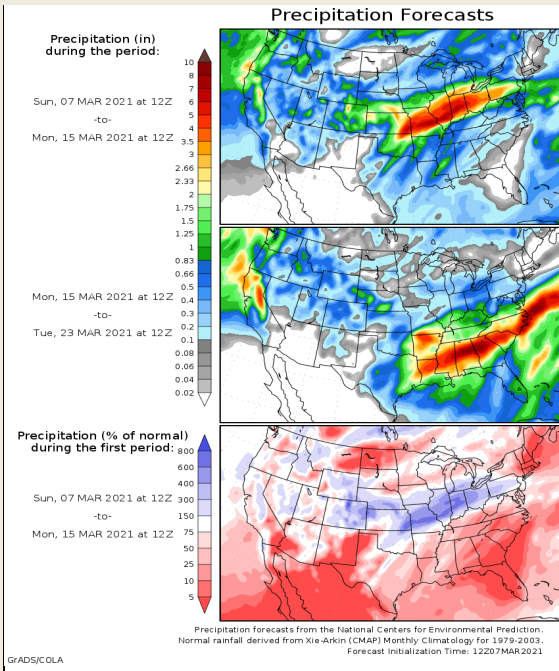 Precipitation Forecasts
Precipitation (in)
during the period:
Sun, 07 MAR 2021 at 12Z
-to-
Mon, 15 MAR 2021 at 12Z
10
8
7
6
5
4
3.5
3
2.66
2.33
2
1.75
1.5
1.25
1
0.83
0.66
0.5
0.4
0.3
0.2
0.1
0.08
0.06
0.04
0.02
Mon, 15 MAR 2021 at 12Z
-to-
Tue, 23 MAR 2021 at 12Z
Precipitation (% of normal)
during the first period:
Sun, 07 MAR 2021 at 12Z
-to-
Mon, 15 MAR 2021 at 12Z
800
600
400
300
150
75
50
25
10
5
Precipitation forecasts from the National Centers for Environmental Prediction.
Normal rainfall derived from Xie-Arkin (CMAP) Monthly Climatology for 1979-2003.
Forecast Initialization Time: 12Z07MAR2021
GrADS/COLA